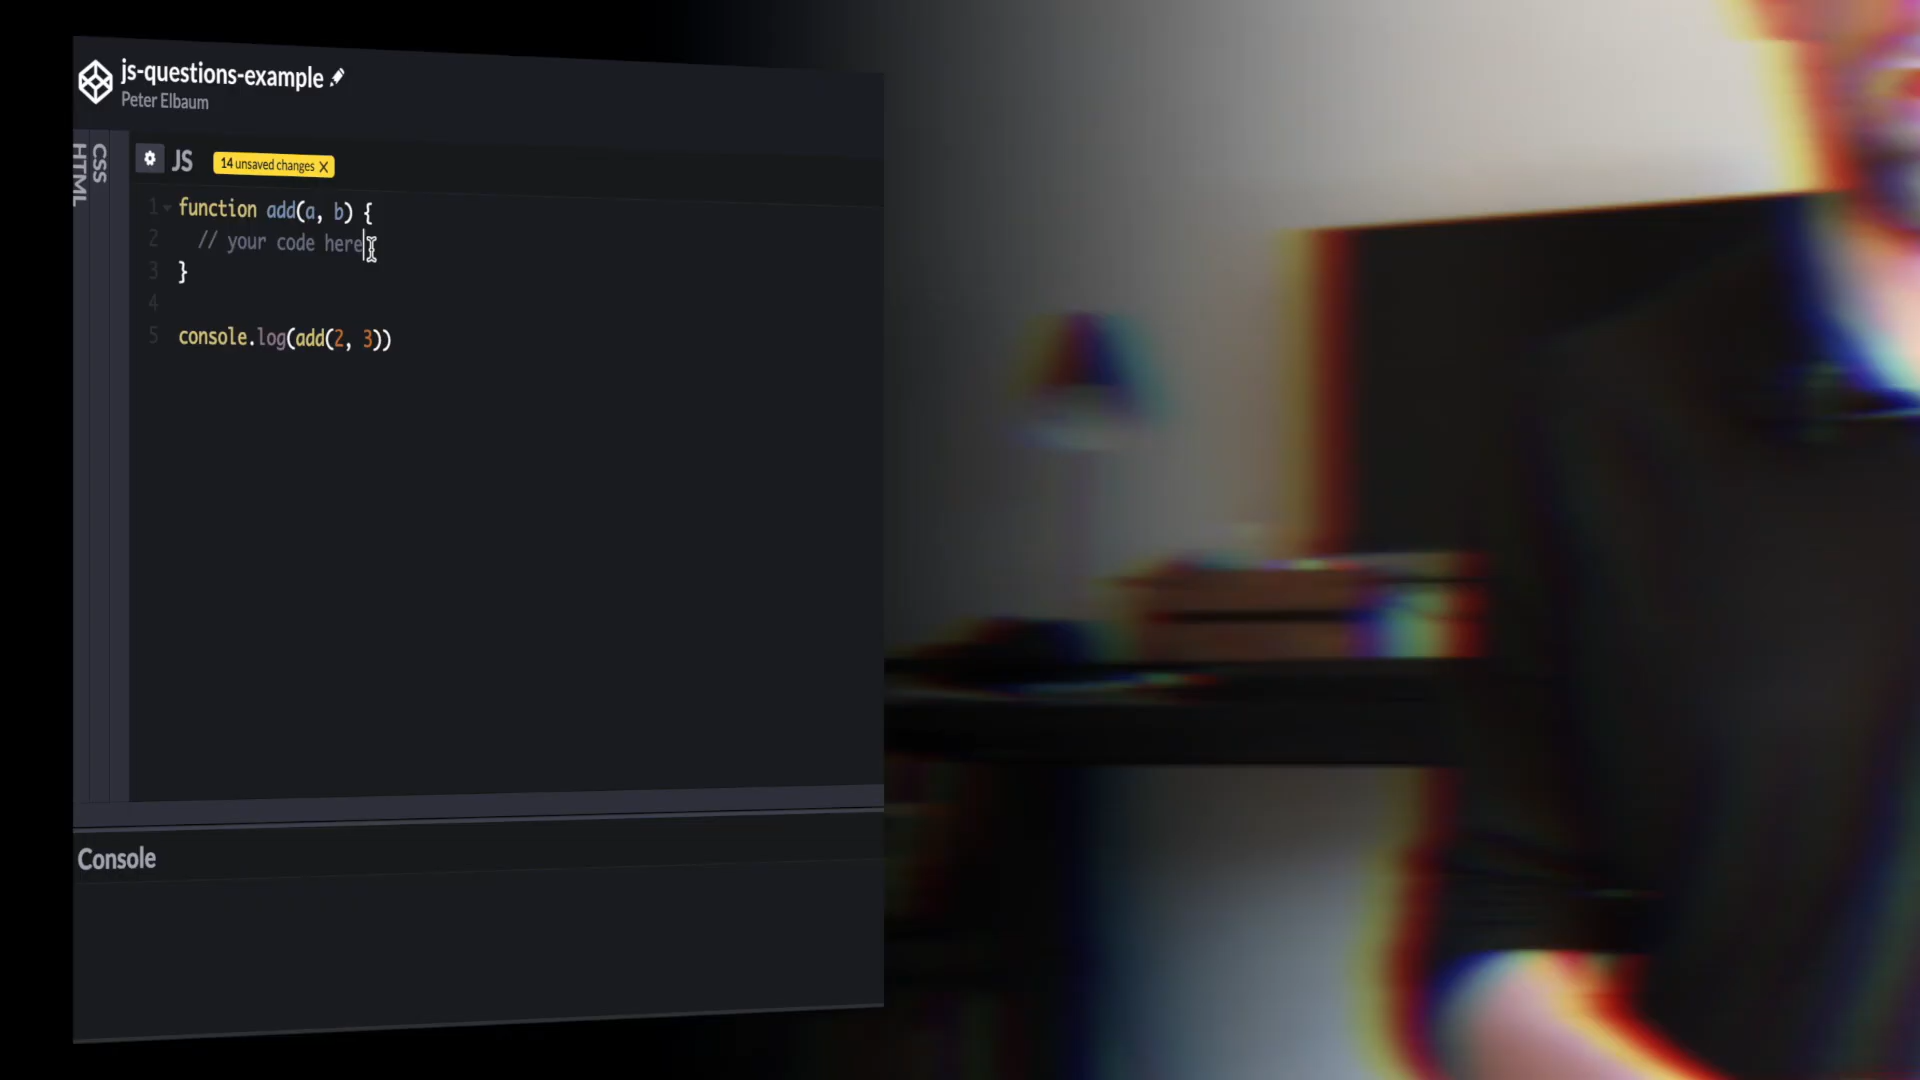 js-questions-example
Peter Elbaum
HTML
CSS
JS
14 unsaved changes X
1 function add(a, b) {
2 // your code here
3 }
4
5 console.log(add(2, 3))
Console